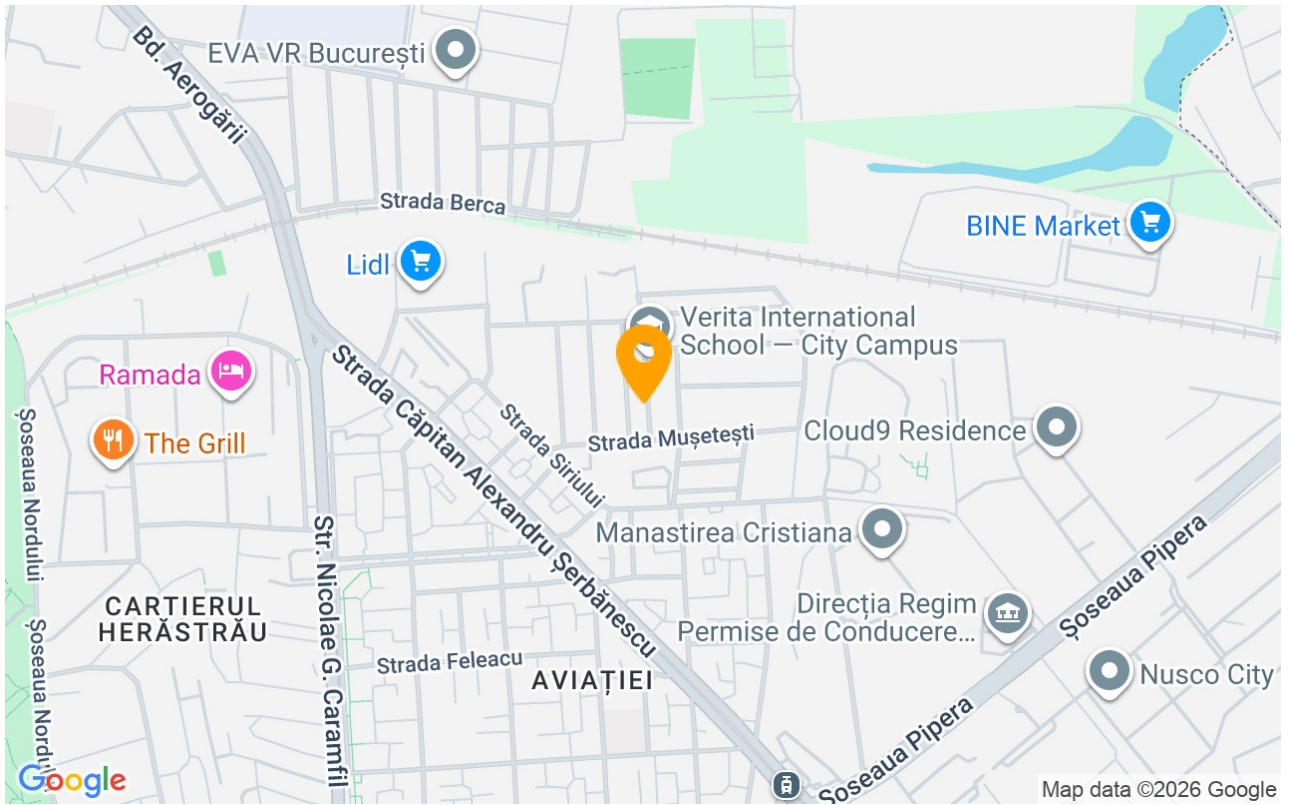 Bd. Aerogării
EVA VR București
Strada Berca
BINE Market
Lidl
Verita International
School — City Campus
Ramada
The Grill
Strada Căpitan Alexandru Șerbănescu
Strada Siriului
Strada Mușetești
Cloud9 Residence
Șoseaua Nordului
Str. Nicolae G. Caramfil
Manastirea Cristiana
Șoseaua Pipera
CARTIERUL
HERĂSTRĂU
Direcția Regim
Permise de Conducere...
Șoseaua Nordului
Strada Feleacu
AVIAȚIEI
Nusco City
Șoseaua Pipera
Google
Map data ©2026 Google